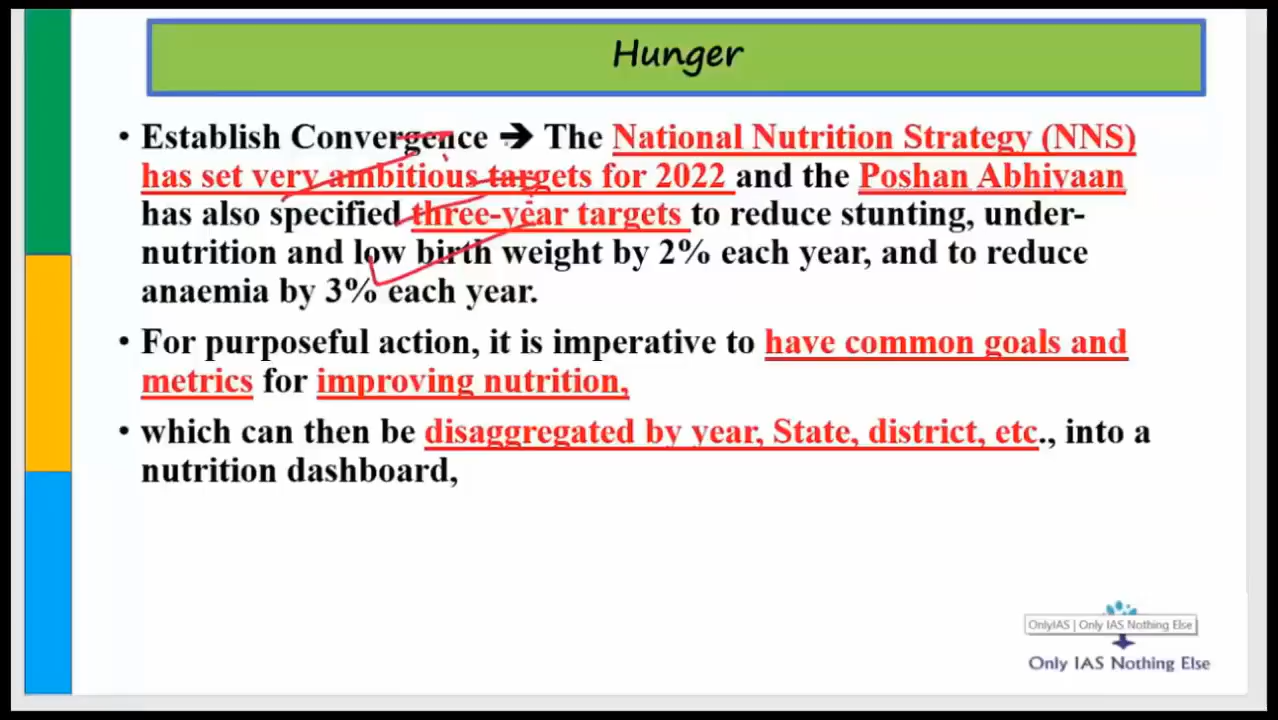 Hunger
• Establish Convergence ➔ The National Nutrition Strategy (NNS)
has set very ambitious targets for 2022 and the Poshan Abhiyaan
has also specified three-year targets to reduce stunting, under-
nutrition and low birth weight by 2% each year, and to reduce
anaemia by 3% each year.
• For purposeful action, it is imperative to have common goals and
metrics for improving nutrition,
• which can then be disaggregated by year, State, district, etc., into a
nutrition dashboard,
OnlyIAS | Only IAS Nothing Else
Only IAS Nothing Else